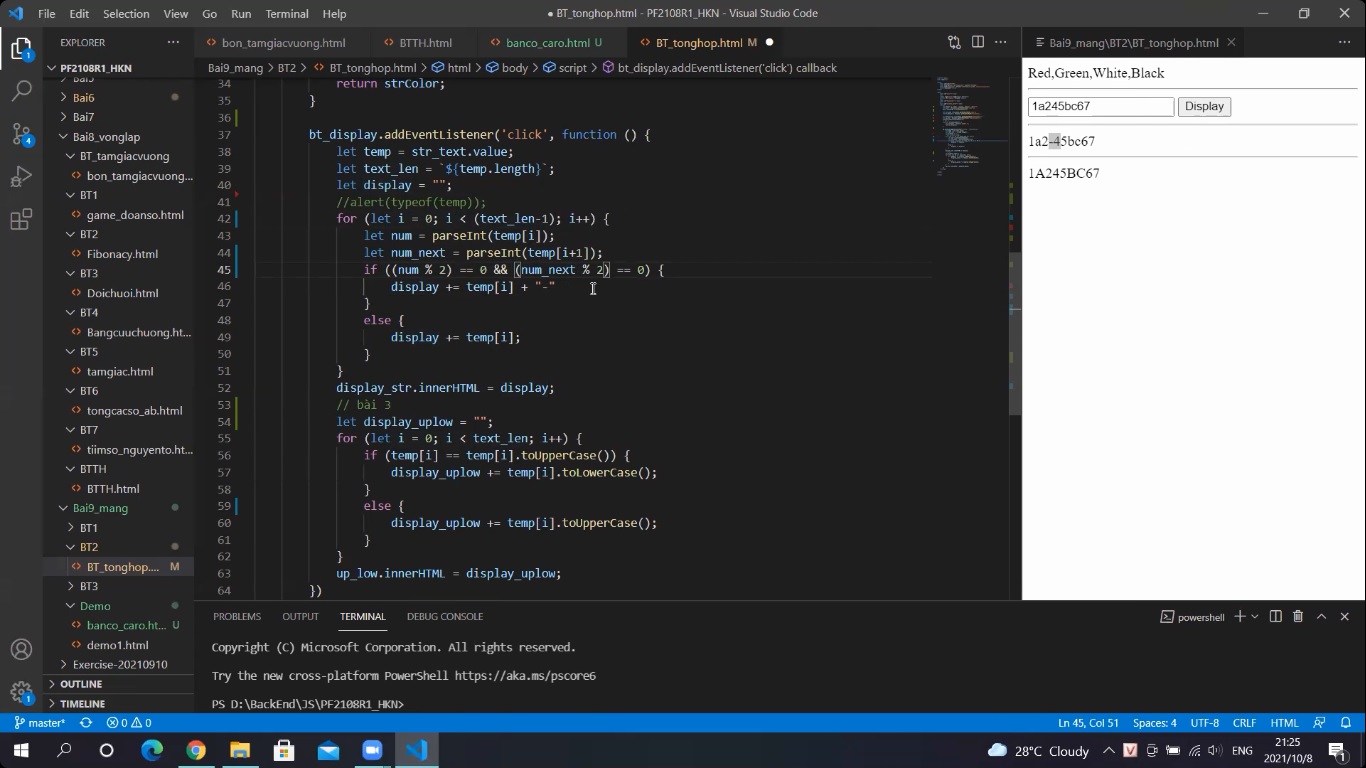 File Edit Selection View Go Run Terminal Help
● BT_tonghop.html - PF2108R1_HKN - Visual Studio Code
EXPLORER
bon_tamgiacvuong.html
BTTH.html
banco_caro.html U
BT_tonghop.html M
Bai9_mang\BT2\BT_tonghop.html
PF2108R1_HKN
Bai5
Bai6
Bai7
Bai8_vonglap
BT_tamgiacvuong
bon_tamgiacvuong...
BT1
game_doanso.html
BT2
Fibonacy.html
BT3
Doichuoi.html
BT4
Bangcuuchuong.ht...
BT5
tamgiac.html
BT6
tongcacso_ab.html
BT7
tiimso_nguyento.ht...
BTTH
BTTH.html
Bai9_mang
BT1
BT2
BT_tonghop.... M
BT3
Demo
banco_caro.ht... U
demo1.html
Exercise-20210910
OUTLINE
TIMELINE
Bai9_mang > BT2 > BT_tonghop.html > html > body > script > bt_display.addEventListener('click') callback
34 return strColor;
35 }
36
37 bt_display.addEventListener('click', function () {
38 let temp = str_text.value;
39 let text_len = `${temp.length}`;
40 let display = "";
41 //alert(typeof(temp));
42 for (let i = 0; i < (text_len-1); i++) {
43 let num = parseInt(temp[i]);
44 let num_next = parseInt(temp[i+1]);
45 if ((num % 2) == 0 && (num_next % 2) == 0) {
46 display += temp[i] + "-"
47 }
48 else {
49 display += temp[i];
50 }
51 }
52 display_str.innerHTML = display;
53 // bài 3
54 let display_uplow = "";
55 for (let i = 0; i < text_len; i++) {
56 if (temp[i] == temp[i].toUpperCase()) {
57 display_uplow += temp[i].toLowerCase();
58 }
59 else {
60 display_uplow += temp[i].toUpperCase();
61 }
62 }
63 up_low.innerHTML = display_uplow;
64 })
Red,Green,White,Black
1a245bc67 Display
1a2-45bc67
1A245BC67
PROBLEMS OUTPUT TERMINAL DEBUG CONSOLE
powershell
Copyright (C) Microsoft Corporation. All rights reserved.
Try the new cross-platform PowerShell https://aka.ms/pscore6
PS D:\BackEnd\JS\PF2108R1_HKN>
master* 0 0
Ln 45, Col 51 Spaces: 4 UTF-8 CRLF HTML
28°C Cloudy
ENG
21:25
2021/10/8